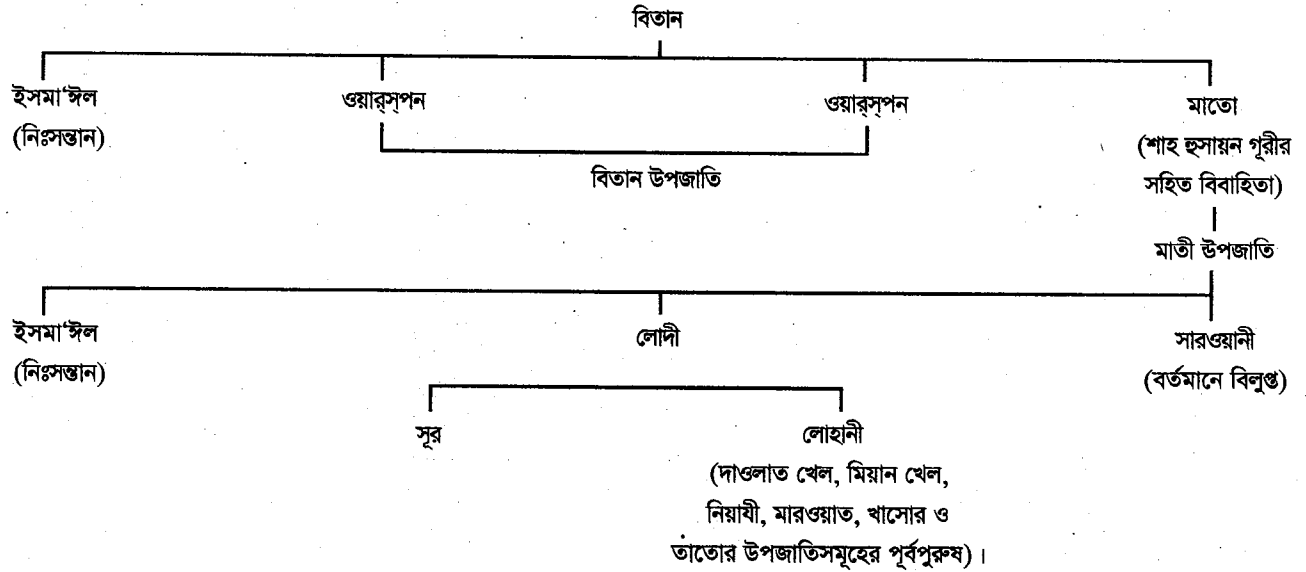 বিতান
ইসমা‘ঈল ওয়ার্স্পন ওয়ার্স্পন মাতো
(নিঃসন্তান) (শাহ হুসায়ন গূরীর
সহিত বিবাহিতা)
বিতান উপজাতি
মাতী উপজাতি
ইসমা‘ঈল লোদী সারওয়ানী
(নিঃসন্তান) (বর্তমানে বিলুপ্ত)
সূর লোহানী
(দাওলাত খেল, মিয়ান খেল,
নিয়াযী, মারওয়াত, খাসোর ও
তাতোর উপজাতিসমূহের পূর্বপুরুষ)।